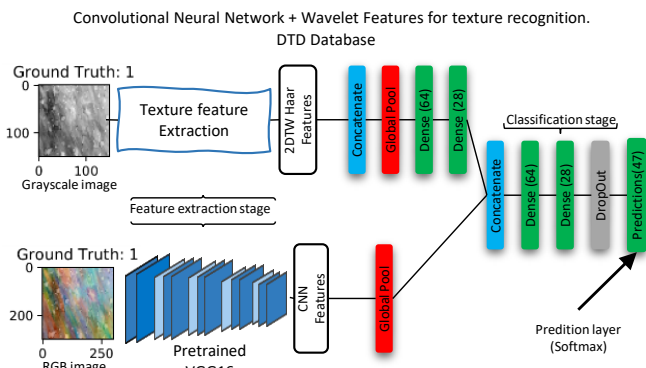 Convolutional Neural Network + Wavelet Features for texture recognition.
DTD Database
Ground Truth: 1
0
100
0
100
Grayscale image
Texture feature
Extraction
2DTW Haar
Features
Concatenate
Global Pool
Dense (64)
Dense (28)
Classification stage
Concatenate
Dense (64)
Dense (28)
DropOut
Predictions(47)
Feature extraction stage
Ground Truth: 1
0
200
0
250
RGB image
Pretrained
VGG16
CNN
Features
Global Pool
Predition layer
(Softmax)